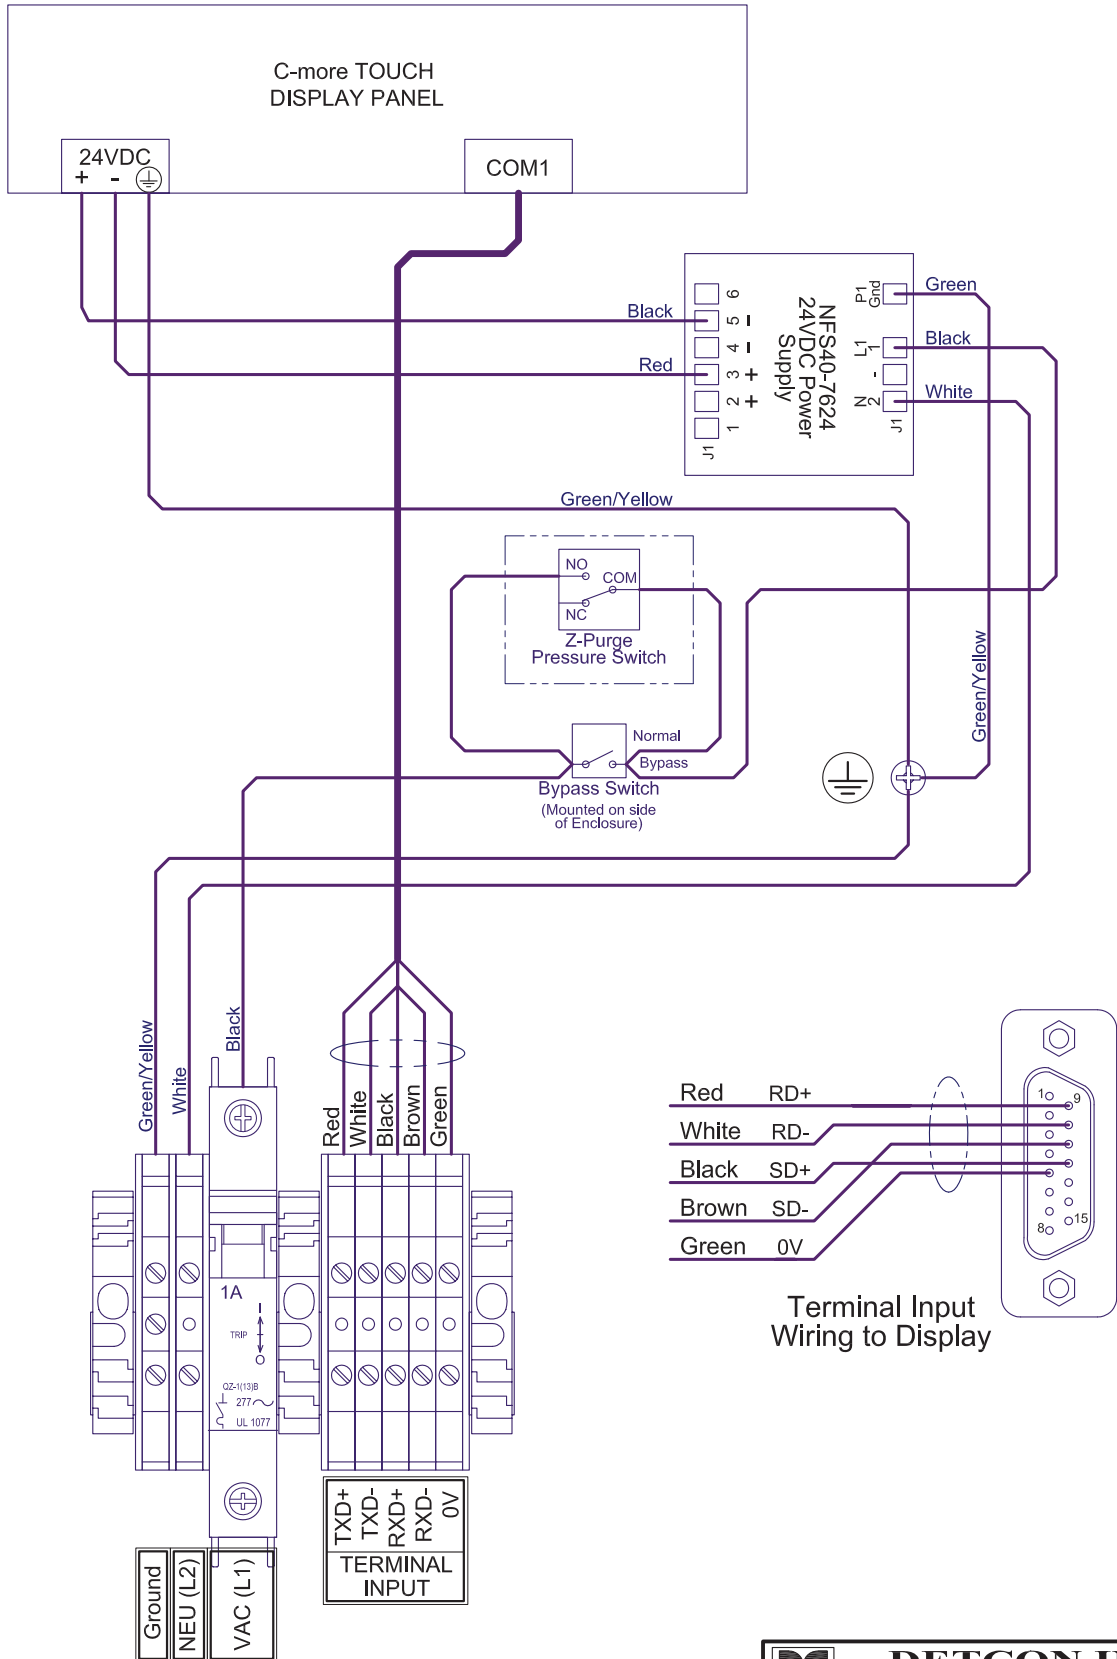 C-more TOUCH
DISPLAY PANEL
24VDC
+ -
COM1
Black
Red
6
5 -
4 -
3 +
2 +
1
J1
NFS40-7624
24VDC Power
Supply
P1
Gnd
L1
1
-
N
2
J1
Green
Black
White
Green/Yellow
NO
COM
NC
Z-Purge
Pressure Switch
Green/Yellow
Normal
Bypass
Bypass Switch
(Mounted on side
of Enclosure)
Green/Yellow
White
Black
Red
White
Black
Brown
Green
1A
I
TRIP
O
QZ-1(13)B
277
UL 1077
Red RD+
White RD-
Black SD+
Brown SD-
Green 0V
1
9
8
15
Terminal Input
Wiring to Display
TXD+
TXD-
RXD+
RXD-
0V
TERMINAL
INPUT
Ground
NEU (L2)
VAC (L1)